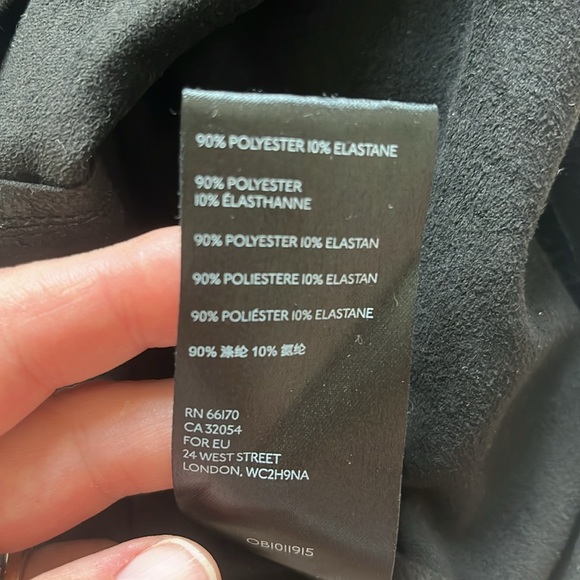 90% POLYESTER 10% ELASTANE
90% POLYESTER
10% ÉLASTHANNE
90% POLYESTER 10% ELASTAN
90% POLIESTERE 10% ELASTAN
90% POLIÉSTER 10% ELASTANE
90% 涤纶 10% 氨纶
RN 66170
CA 32054
FOR EU
24 WEST STREET
LONDON, WC2H9NA
OB1011915